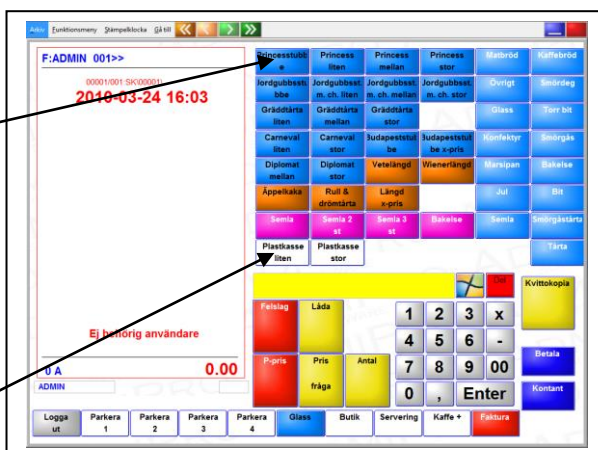 Arkiv Funktionsmeny Stämpelklocka Gå till
F:ADMIN 001>>
00001/001 SK\00001\
2010-03-24 16:03
Ej behörig användare
0 A 0.00
ADMIN
Princesstubb
e
Princess
liten
Princess
mellan
Princess
stor
Matbröd
Kaffebröd
Jordgubbsst.
bbe
Jordgubbsst.
m. ch. liten
Jordgubbsst.
m. ch. mellan
Jordgubbsst.
m. ch. stor
Övrigt
Smördeg
Gräddtårta
liten
Gräddtårta
mellan
Gräddtårta
stor
Glass
Torr bit
Carneval
liten
Carneval
stor
Budapeststub
be
Budapeststub
be x-pris
Konfektyr
Smörgås
Diplomat
mellan
Diplomat
stor
Vetelängd
Wienerlängd
Marsipan
Bakelse
Äppelkaka
Rull &
drömtårta
Längd
x-pris
Jul
Bit
Semla
Semla 2
st
Semla 3
st
Bakelse
Semla
Smörgåstårta
Plastkasse
liten
Plastkasse
stor
Tårta
Del
Kvittokopia
Felslag
Låda
1 2 3 x
4 5 6 -
P-pris
Pris
fråga
Antal
7 8 9 00
Betala
0 , Enter
Kontant
Logga
ut
Parkera
1
Parkera
2
Parkera
3
Parkera
4
Glass
Butik
Servering
Kaffe +
Faktura